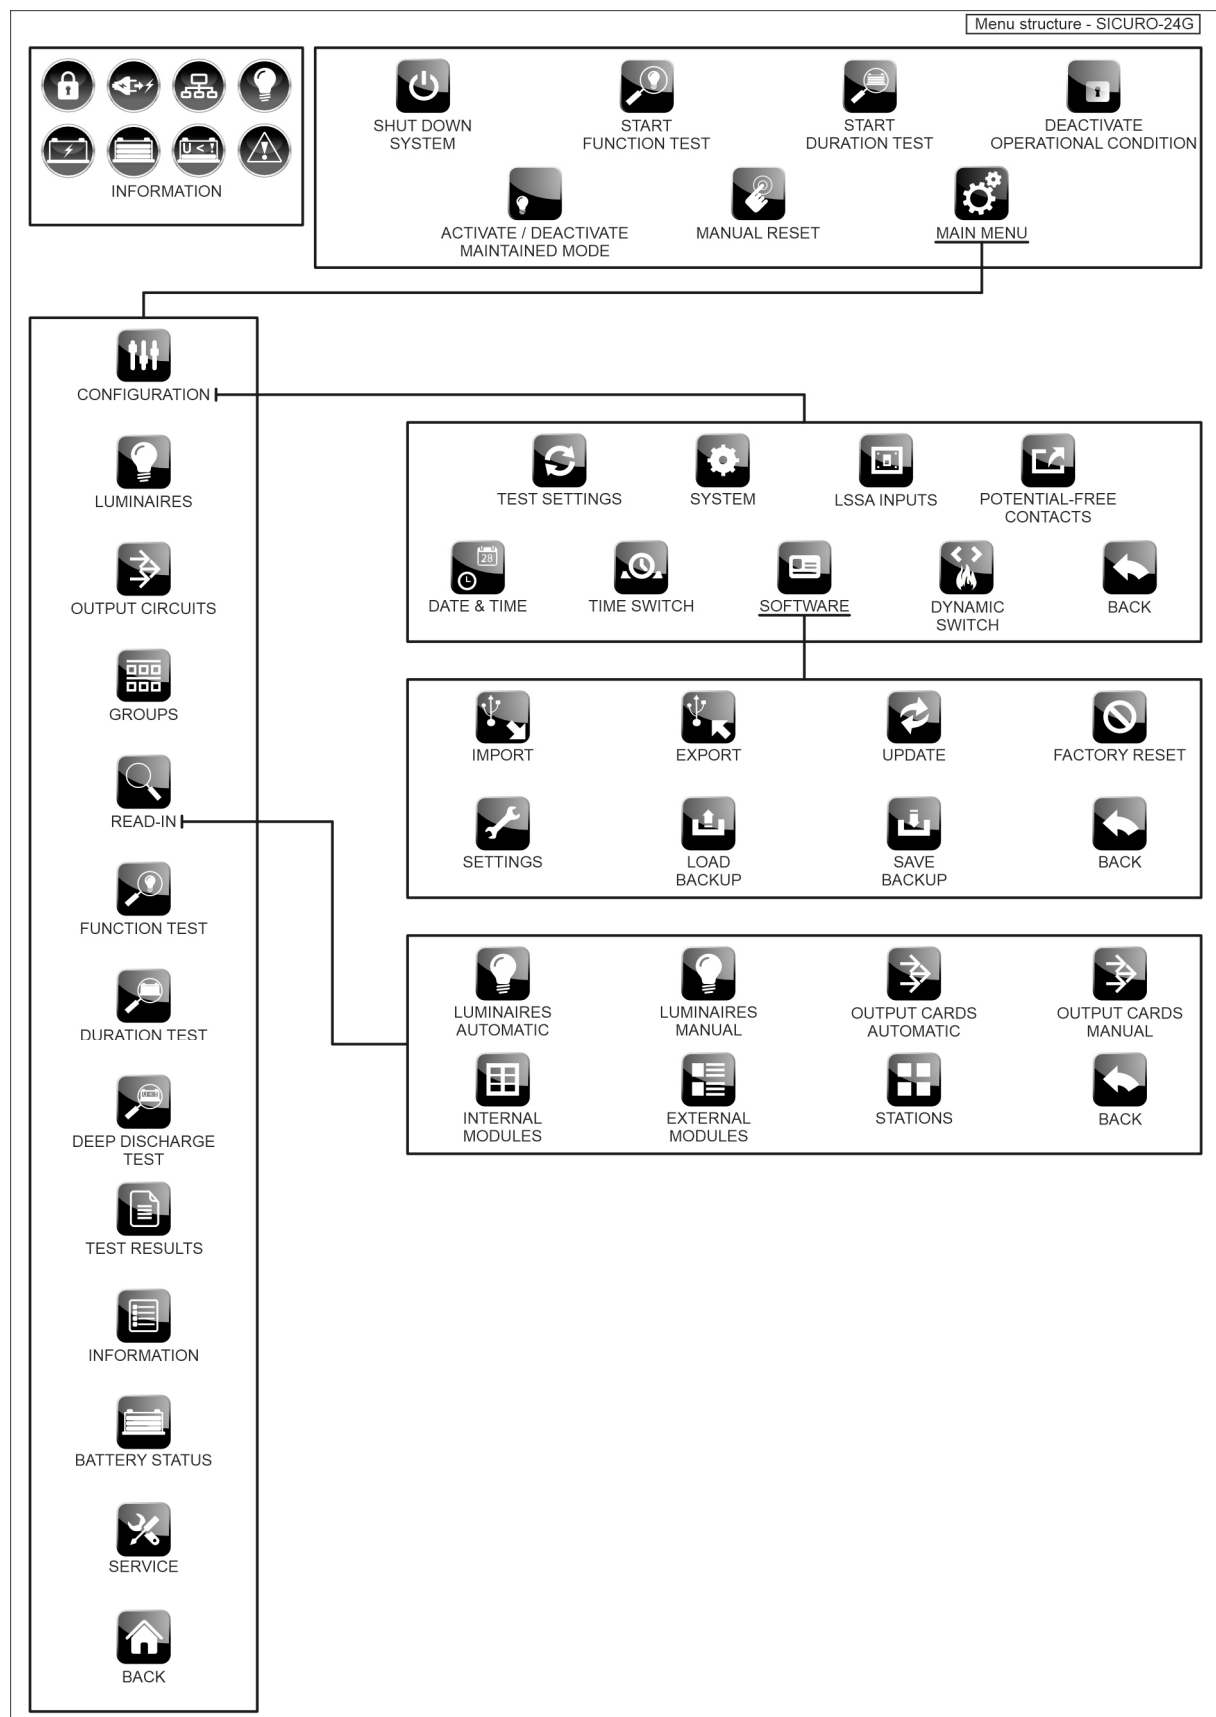 Menu structure - SICURO-24G
INFORMATION
SHUT DOWN
SYSTEM
START
FUNCTION TEST
START
DURATION TEST
DEACTIVATE
OPERATIONAL CONDITION
ACTIVATE / DEACTIVATE
MAINTAINED MODE
MANUAL RESET
MAIN MENU
U < !
CONFIGURATION
LUMINAIRES
OUTPUT CIRCUITS
GROUPS
READ-IN
FUNCTION TEST
DURATION TEST
DEEP DISCHARGE
TEST
TEST RESULTS
INFORMATION
BATTERY STATUS
SERVICE
BACK
TEST SETTINGS
SYSTEM
LSSA INPUTS
POTENTIAL-FREE
CONTACTS
28
DATE & TIME
TIME SWITCH
SOFTWARE
DYNAMIC
SWITCH
BACK
IMPORT
EXPORT
UPDATE
FACTORY RESET
SETTINGS
LOAD
BACKUP
SAVE
BACKUP
BACK
LUMINAIRES
AUTOMATIC
LUMINAIRES
MANUAL
OUTPUT CARDS
AUTOMATIC
OUTPUT CARDS
MANUAL
INTERNAL
MODULES
EXTERNAL
MODULES
STATIONS
BACK